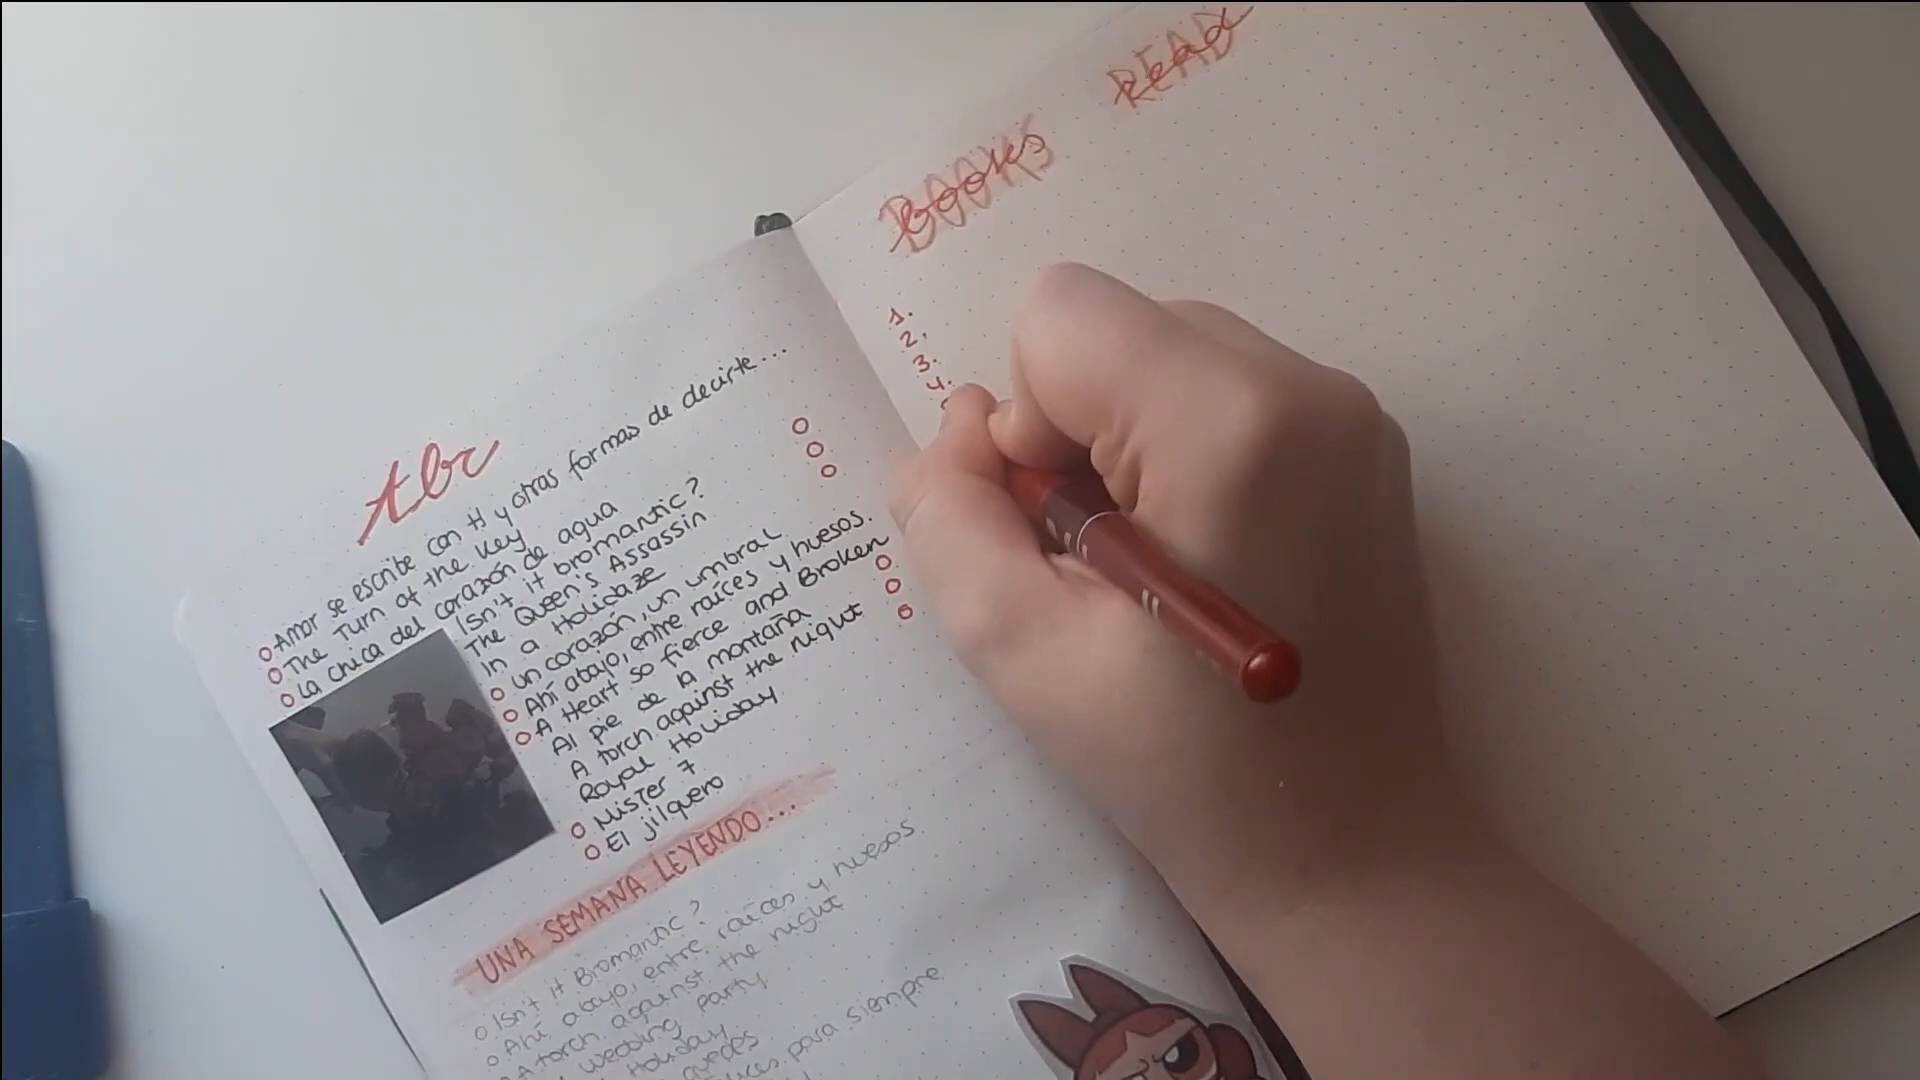 tbr
Amor se escribe con H y otras formas de decirte...
The Turn of the Key
La chica del corazón de agua
Isn't it bromantic?
The Queen's Assassin
In a Holidaze
un corazón, un umbral
Ahí abajo, entre raíces y huesos.
A Heart so fierce and Broken
Al pie de la montaña
A torch against the night
Royal Holiday
Mister 7
El jilguero
UNA SEMANA LEYENDO...
Isn't it Bromantic?
Ahí abajo, entre raíces y huesos
A torch against the night
wedding party
Holiday
quedes
para siempre
BOOKS READ
Books Read
1.
2.
3.
4.